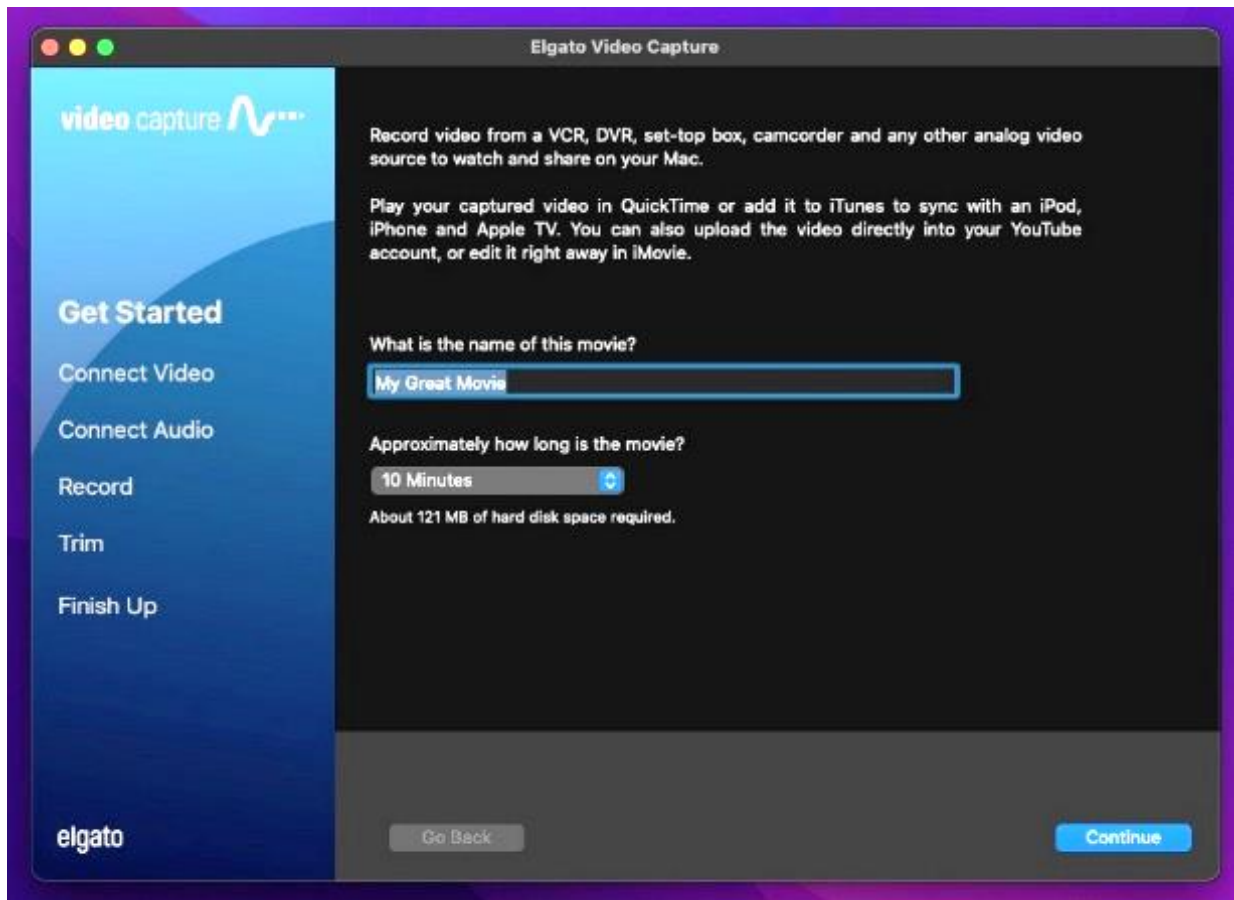 Elgato Video Capture
video capture
Get Started
Connect Video
Connect Audio
Record
Trim
Finish Up
elgato
Record video from a VCR, DVR, set-top box, camcorder and any other analog video
source to watch and share on your Mac.
Play your captured video in QuickTime or add it to iTunes to sync with an iPod,
iPhone and Apple TV. You can also upload the video directly into your YouTube
account, or edit it right away in iMovie.
What is the name of this movie?
My Great Movie
Approximately how long is the movie?
10 Minutes
About 121 MB of hard disk space required.
Go Back
Continue